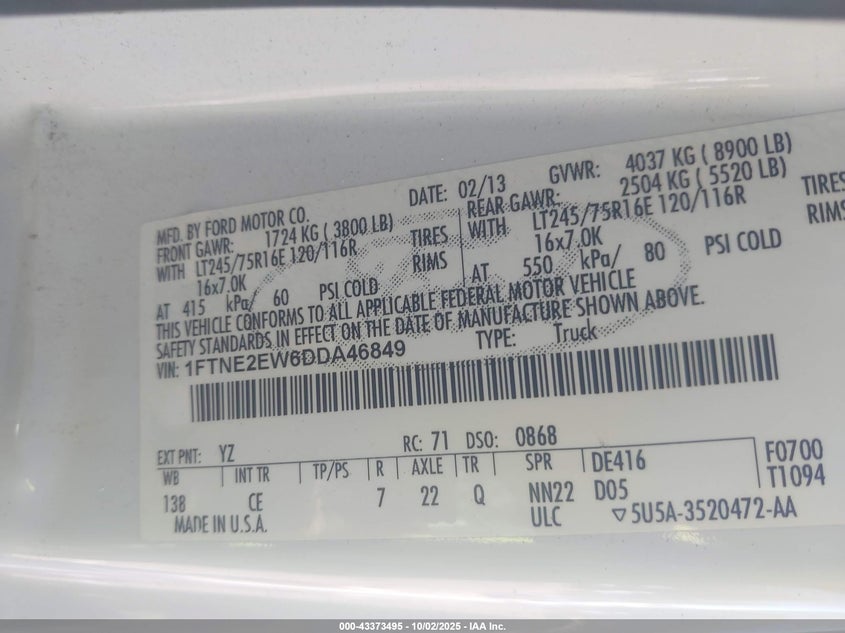 MFD. BY FORD MOTOR CO.
DATE: 02/13
GVWR: 4037 KG ( 8900 LB)
FRONT GAWR: 1724 KG ( 3800 LB)
REAR GAWR: 2504 KG ( 5520 LB)
WITH LT245/75R16E 120/116R TIRES
WITH LT245/75R16E 120/116R TIRES
16x7.0K RIMS
16x7.0K RIMS
AT 415 kPa/ 60 PSI COLD
AT 550 kPa/ 80 PSI COLD
THIS VEHICLE CONFORMS TO ALL APPLICABLE FEDERAL MOTOR VEHICLE
SAFETY STANDARDS IN EFFECT ON THE DATE OF MANUFACTURE SHOWN ABOVE.
VIN: 1FTNE2EW6DDA46849
TYPE: Truck
EXT PNT: YZ RC: 71 DSO: 0868
WB INT TR TP/PS R AXLE TR SPR DE416 F0700
138 CE 7 22 Q NN22 D05 T1094
MADE IN U.S.A. ULC ▽5U5A-3520472-AA
000-43373495 - 10/02/2025 - IAA Inc.